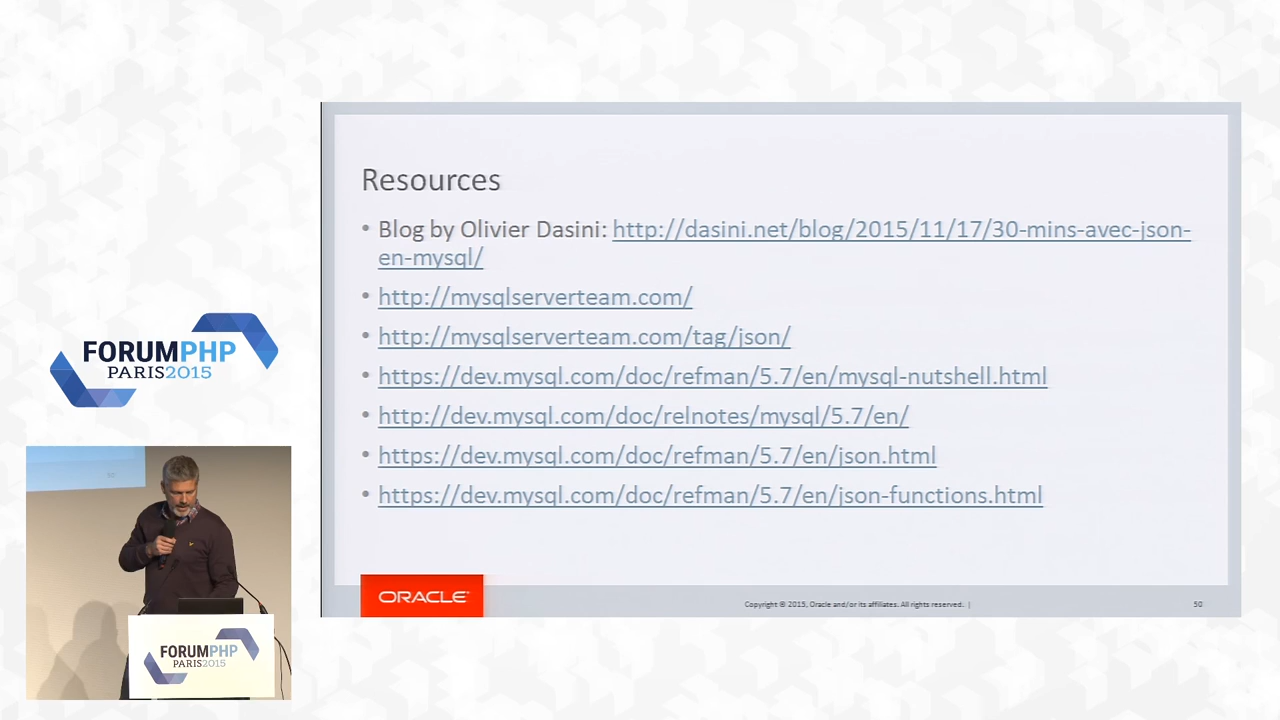 Resources
• Blog by Olivier Dasini: http://dasini.net/blog/2015/11/17/30-mins-avec-json-
en-mysql/
• http://mysqlserverteam.com/
• http://mysqlserverteam.com/tag/json/
• https://dev.mysql.com/doc/refman/5.7/en/mysql-nutshell.html
• http://dev.mysql.com/doc/relnotes/mysql/5.7/en/
• https://dev.mysql.com/doc/refman/5.7/en/json.html
• https://dev.mysql.com/doc/refman/5.7/en/json-functions.html
ORACLE
Copyright © 2015, Oracle and/or its affiliates. All rights reserved. |
50
FORUMPHP
PARIS2015
FORUMPHP
PARIS2015